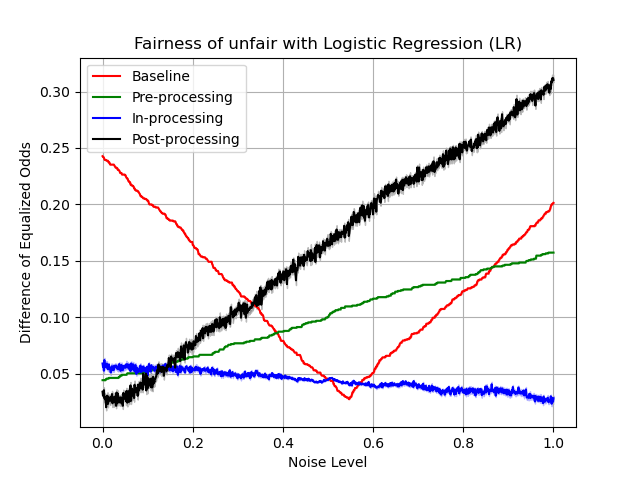 Fairness of unfair with Logistic Regression (LR)
Baseline
Pre-processing
In-processing
Post-processing
Difference of Equalized Odds
0.30
0.25
0.20
0.15
0.10
0.05
0.0 0.2 0.4 0.6 0.8 1.0
Noise Level